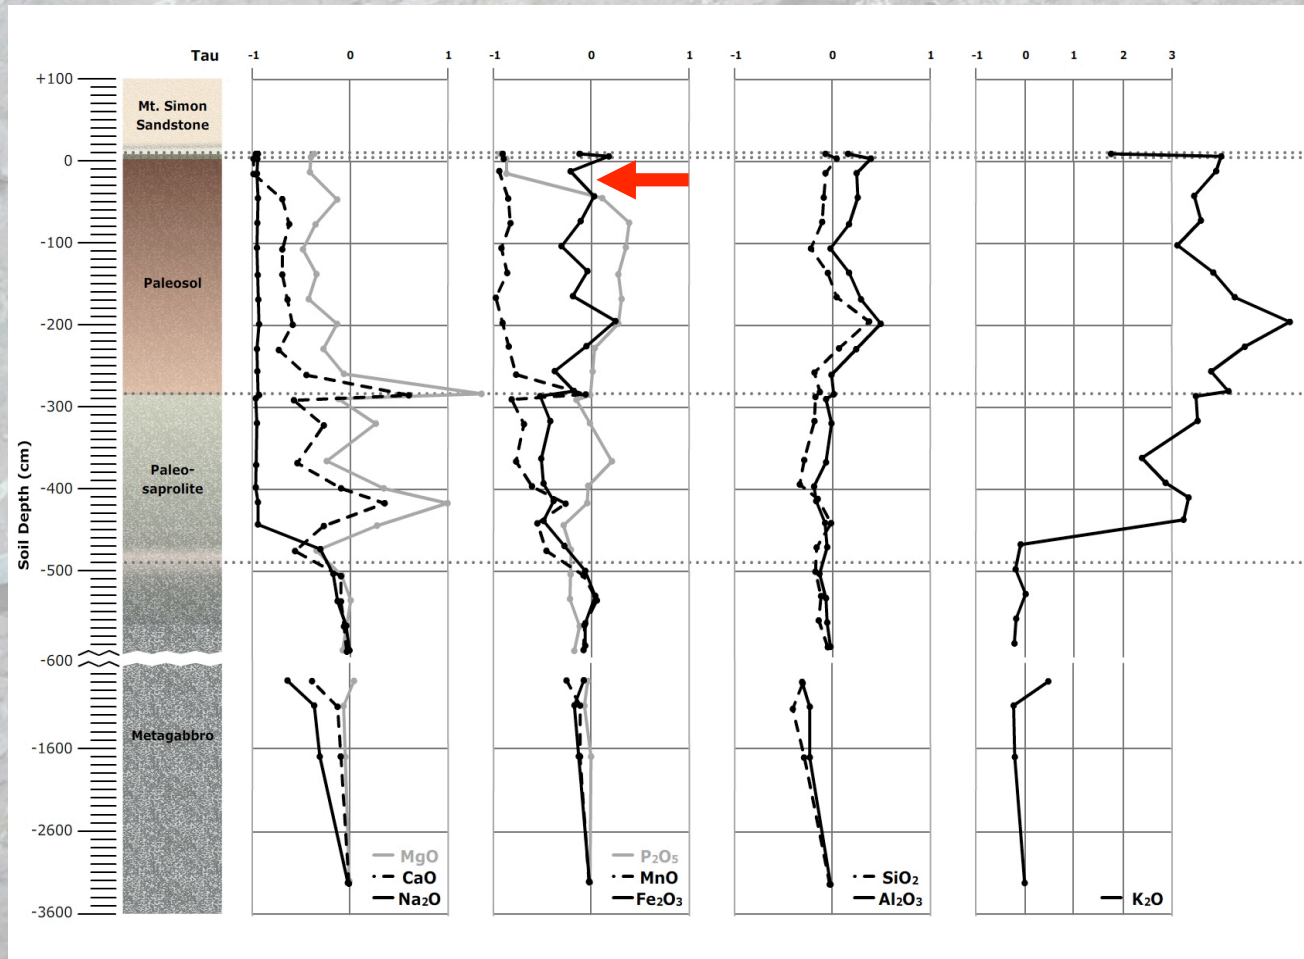 Tau
-1 0 1
-1 0 1
-1 0 1
-1 0 1 2 3
+100
0
-100
-200
-300
-400
-500
-600
-1600
-2600
-3600
Soil Depth (cm)
Mt. Simon
Sandstone
Paleosol
Paleo-
saprolite
Metagabbro
MgO
CaO
Na₂O
P₂O₅
MnO
Fe₂O₃
SiO₂
Al₂O₃
K₂O